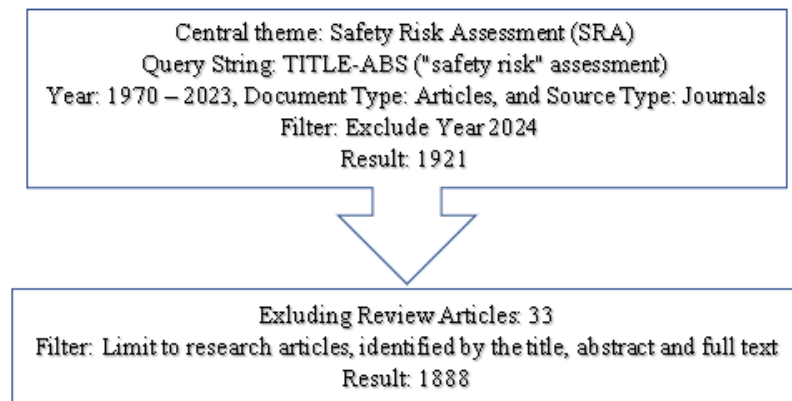 Central theme: Safety Risk Assessment (SRA)
Query String: TITLE-ABS ("safety risk" assessment)
Year: 1970 – 2023, Document Type: Articles, and Source Type: Journals
Filter: Exclude Year 2024
Result: 1921
Exluding Review Articles: 33
Filter: Limit to research articles, identified by the title, abstract and full text
Result: 1888